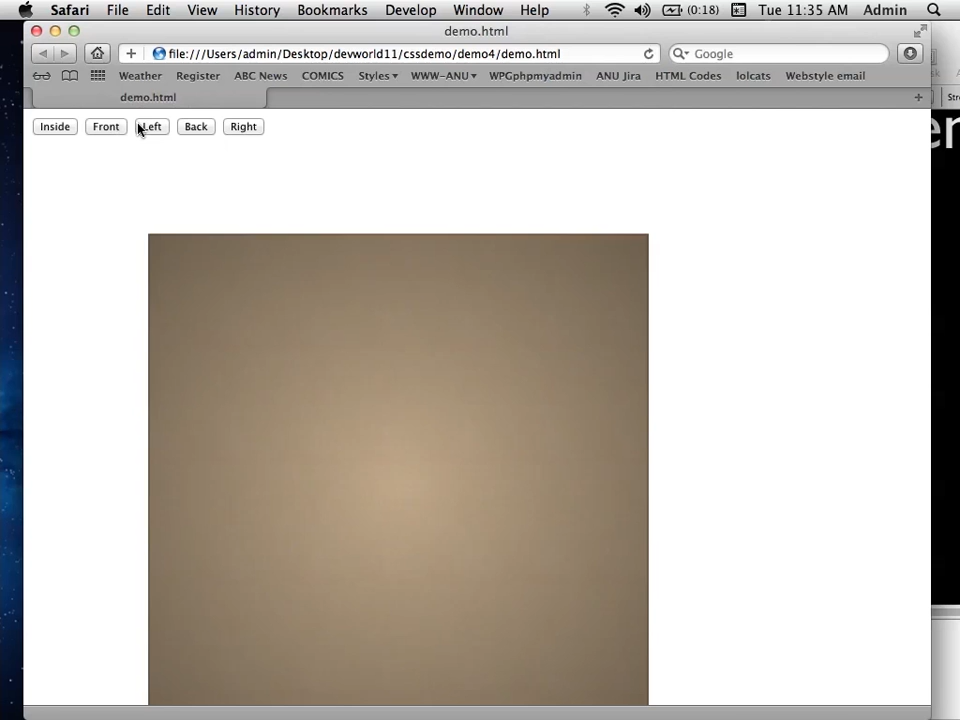 Safari File Edit View History Bookmarks Develop Window Help (0:18) Tue 11:35 AM Admin
demo.html
file:///Users/admin/Desktop/devworld11/cssdemo/demo4/demo.html Google
Weather Register ABC News COMICS Styles WWW-ANU WPGphpmyadmin ANU Jira HTML Codes lolcats Webstyle email
demo.html
Inside Front Left Back Right